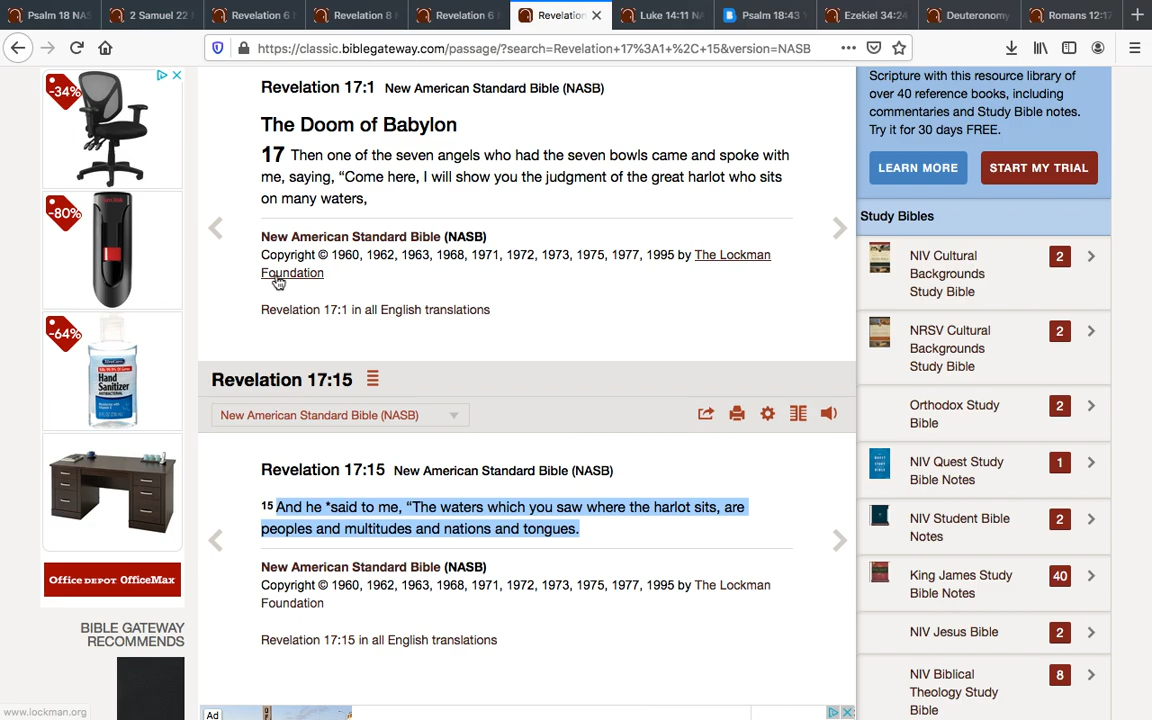 Psalm 18 NAS
2 Samuel 22
Revelation 6
Revelation 8
Revelation 6
Revelation
Luke 14:11 NA
Psalm 18:43
Ezekiel 34:24
Deuteronomy
Romans 12:1
https://classic.biblegateway.com/passage/?search=Revelation+17%3A1+%2C+15&version=NASB
-34%
-80%
-64%
Office DEPOT OfficeMax
BIBLE GATEWAY
RECOMMENDS
Revelation 17:1 New American Standard Bible (NASB)
The Doom of Babylon
17 Then one of the seven angels who had the seven bowls came and spoke with
me, saying, “Come here, I will show you the judgment of the great harlot who sits
on many waters,
New American Standard Bible (NASB)
Copyright © 1960, 1962, 1963, 1968, 1971, 1972, 1973, 1975, 1977, 1995 by The Lockman
Foundation
Revelation 17:1 in all English translations
Revelation 17:15
New American Standard Bible (NASB)
Revelation 17:15 New American Standard Bible (NASB)
15 And he *said to me, “The waters which you saw where the harlot sits, are
peoples and multitudes and nations and tongues.
New American Standard Bible (NASB)
Copyright © 1960, 1962, 1963, 1968, 1971, 1972, 1973, 1975, 1977, 1995 by The Lockman
Foundation
Revelation 17:15 in all English translations
Ad
Scripture with this resource library of
over 40 reference books, including
commentaries and Study Bible notes.
Try it for 30 days FREE.
LEARN MORE
START MY TRIAL
Study Bibles
NIV Cultural
Backgrounds
Study Bible
2
NRSV Cultural
Backgrounds
Study Bible
2
Orthodox Study
Bible
2
NIV Quest Study
Bible Notes
1
NIV Student Bible
Notes
2
King James Study
Bible Notes
40
NIV Jesus Bible
2
NIV Biblical
Theology Study
Bible
8
www.lockman.org